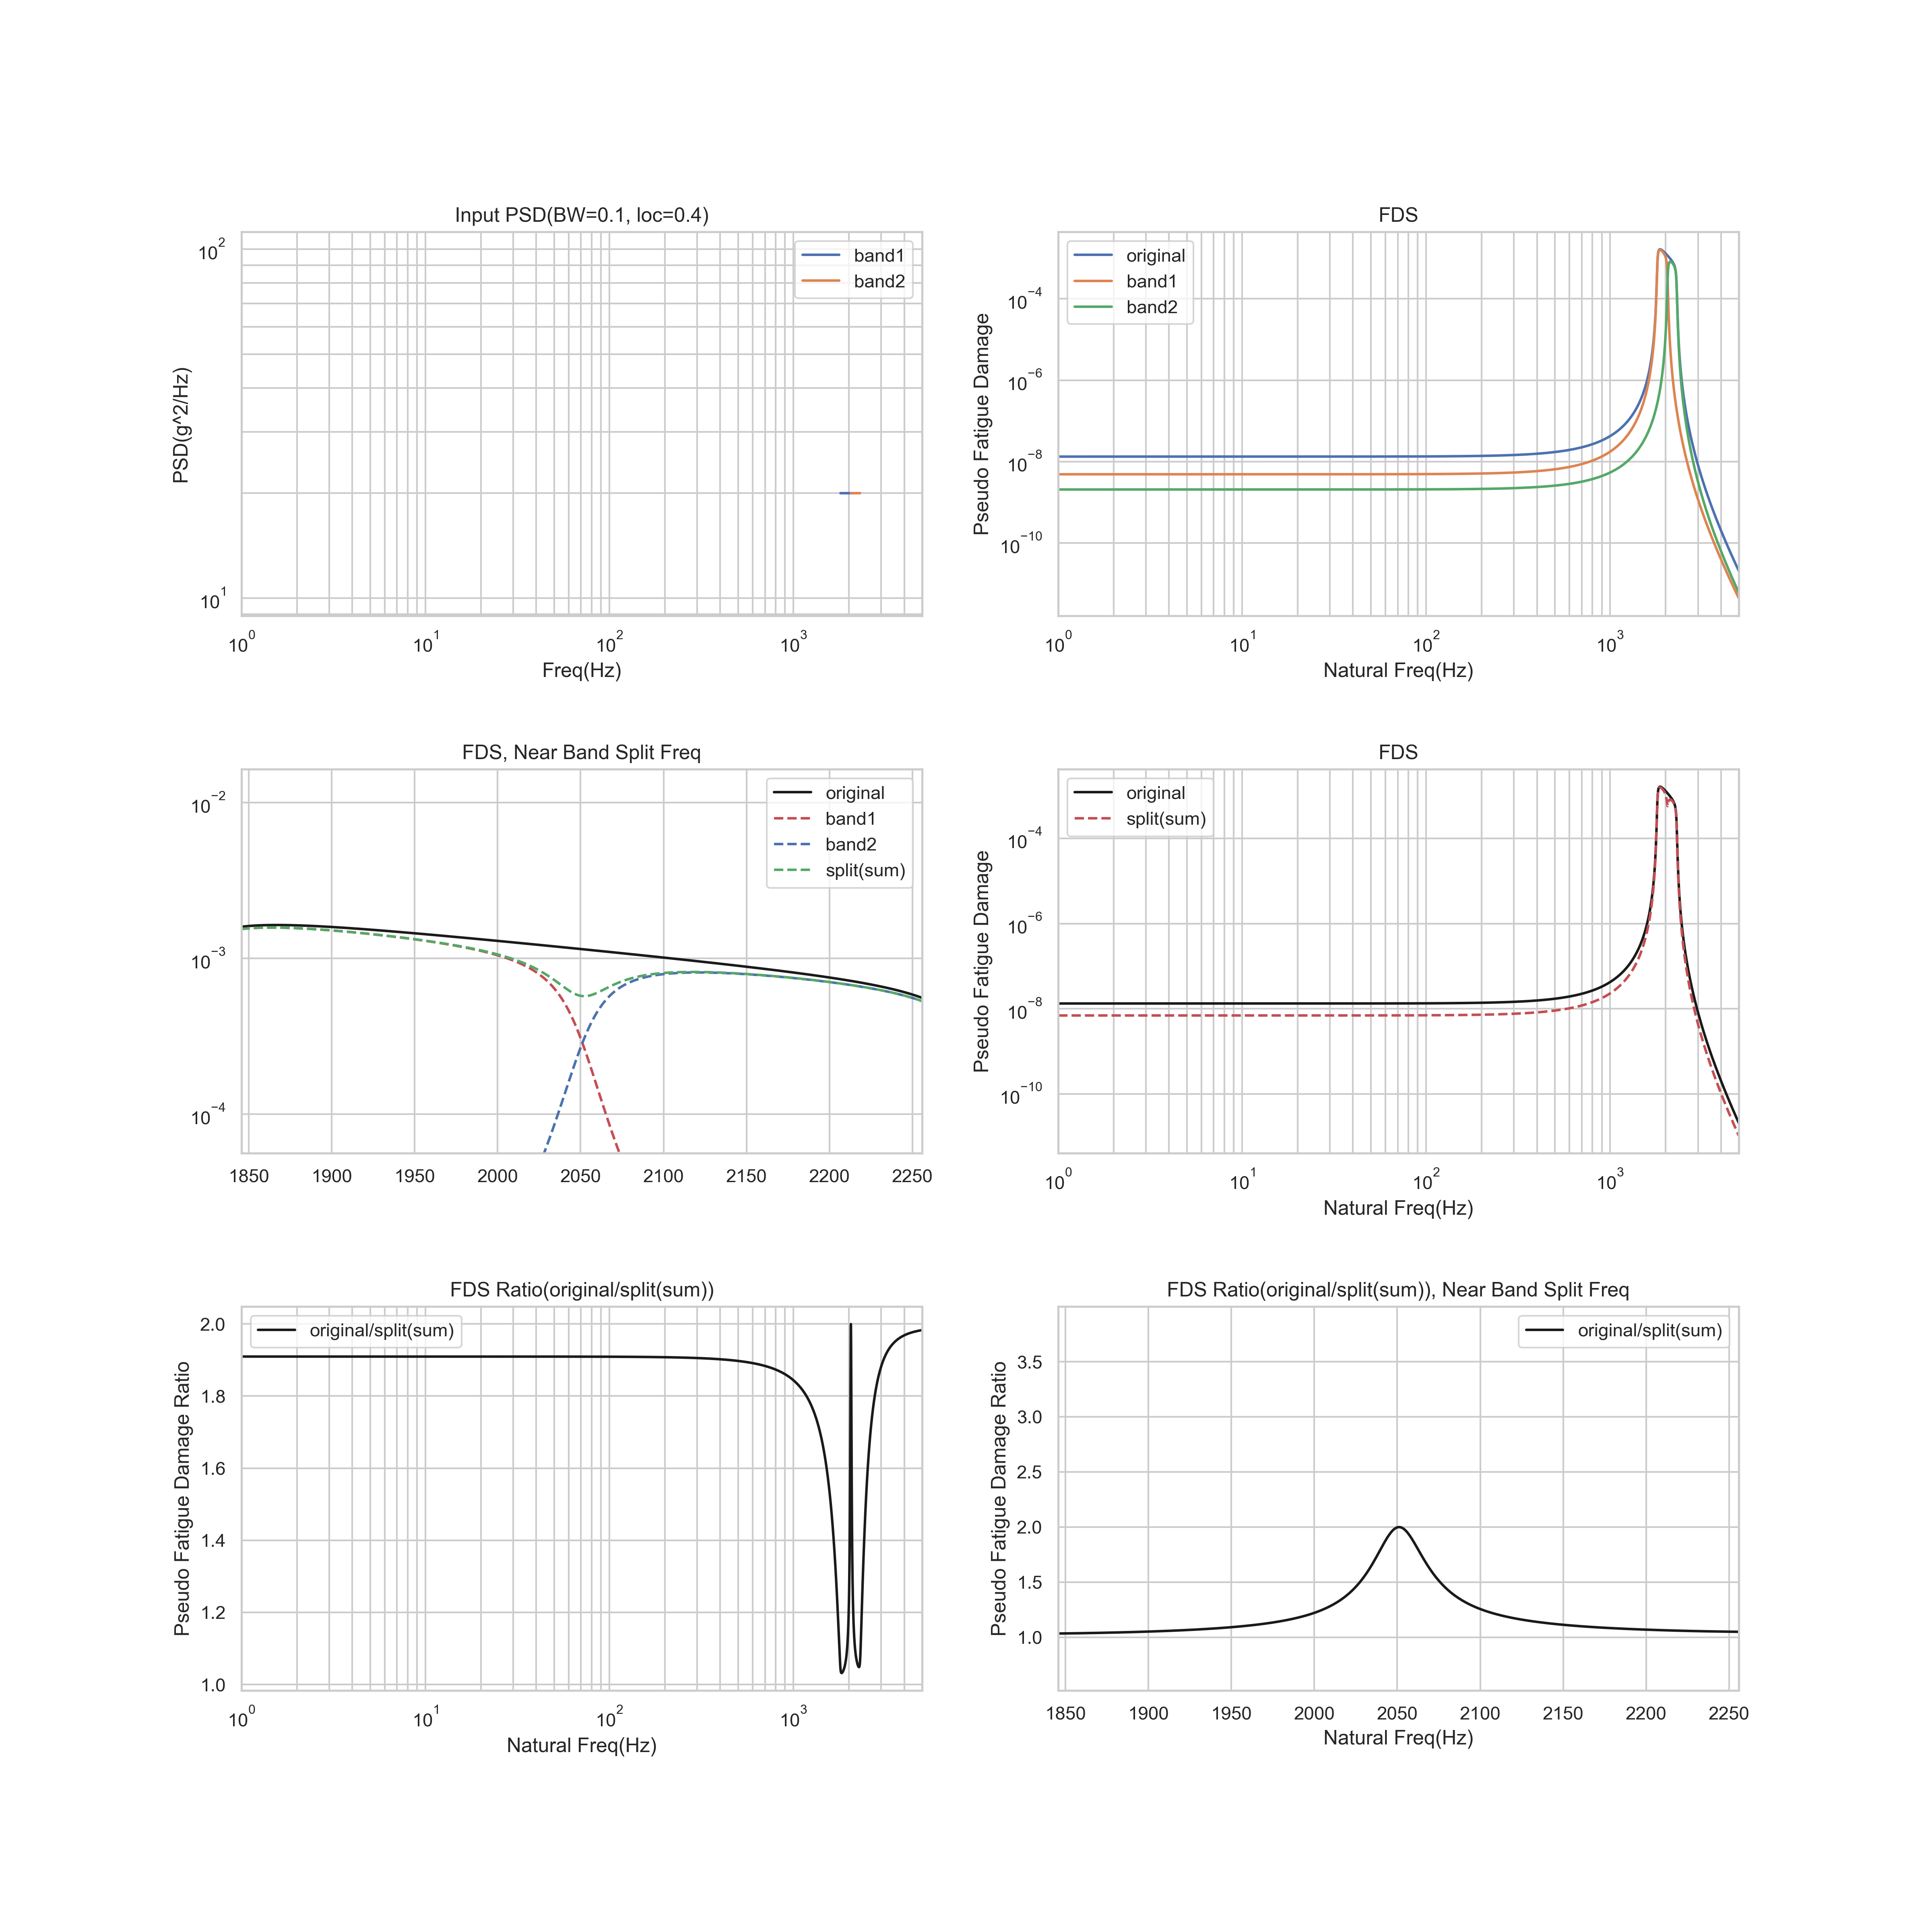 Input PSD(BW=0.1, loc=0.4)
PSD(g^2/Hz)
10^2
10^1
band1
band2
10^0 10^1 10^2 10^3
Freq(Hz)
FDS
Pseudo Fatigue Damage
original
band1
band2
10^−4
10^−6
10^−8
10^−10
10^0 10^1 10^2 10^3
Natural Freq(Hz)
FDS, Near Band Split Freq
10^−2
10^−3
10^−4
original
band1
band2
split(sum)
1850 1900 1950 2000 2050 2100 2150 2200 2250
FDS
Pseudo Fatigue Damage
original
split(sum)
10^−4
10^−6
10^−8
10^−10
10^0 10^1 10^2 10^3
Natural Freq(Hz)
FDS Ratio(original/split(sum))
Pseudo Fatigue Damage Ratio
original/split(sum)
2.0
1.8
1.6
1.4
1.2
1.0
10^0 10^1 10^2 10^3
Natural Freq(Hz)
FDS Ratio(original/split(sum)), Near Band Split Freq
Pseudo Fatigue Damage Ratio
original/split(sum)
3.5
3.0
2.5
2.0
1.5
1.0
1850 1900 1950 2000 2050 2100 2150 2200 2250
Natural Freq(Hz)